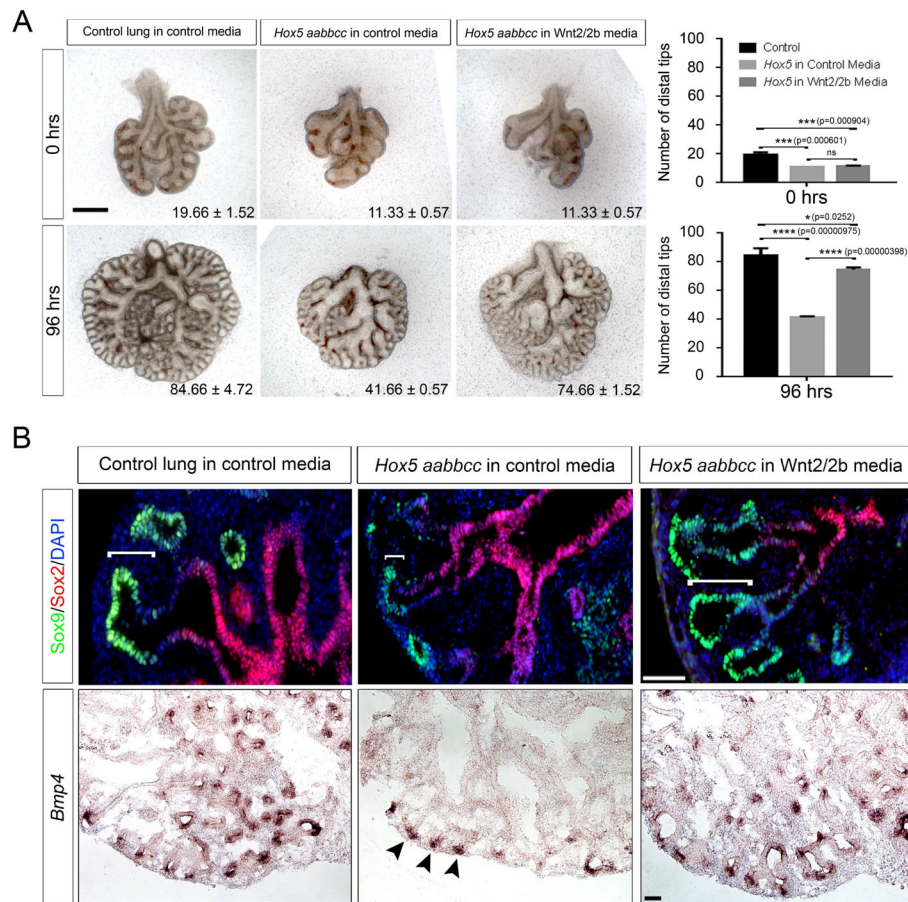 A
Control lung in control media
Hox5 aabbcc in control media
Hox5 aabbcc in Wnt2/2b media
0 hrs
19.66 ± 1.52
11.33 ± 0.57
11.33 ± 0.57
96 hrs
84.66 ± 4.72
41.66 ± 0.57
74.66 ± 1.52
Number of distal tips
100
80
60
40
20
0
Control
Hox5 in Control Media
Hox5 in Wnt2/2b Media
*** (p=0.000904)
*** (p=0.000601)
ns
0 hrs
Number of distal tips
100
80
60
40
20
0
* (p=0.0252)
**** (p=0.00000975)
**** (p=0.00000398)
96 hrs
B
Control lung in control media
Hox5 aabbcc in control media
Hox5 aabbcc in Wnt2/2b media
Sox9/Sox2/DAPI
Bmp4